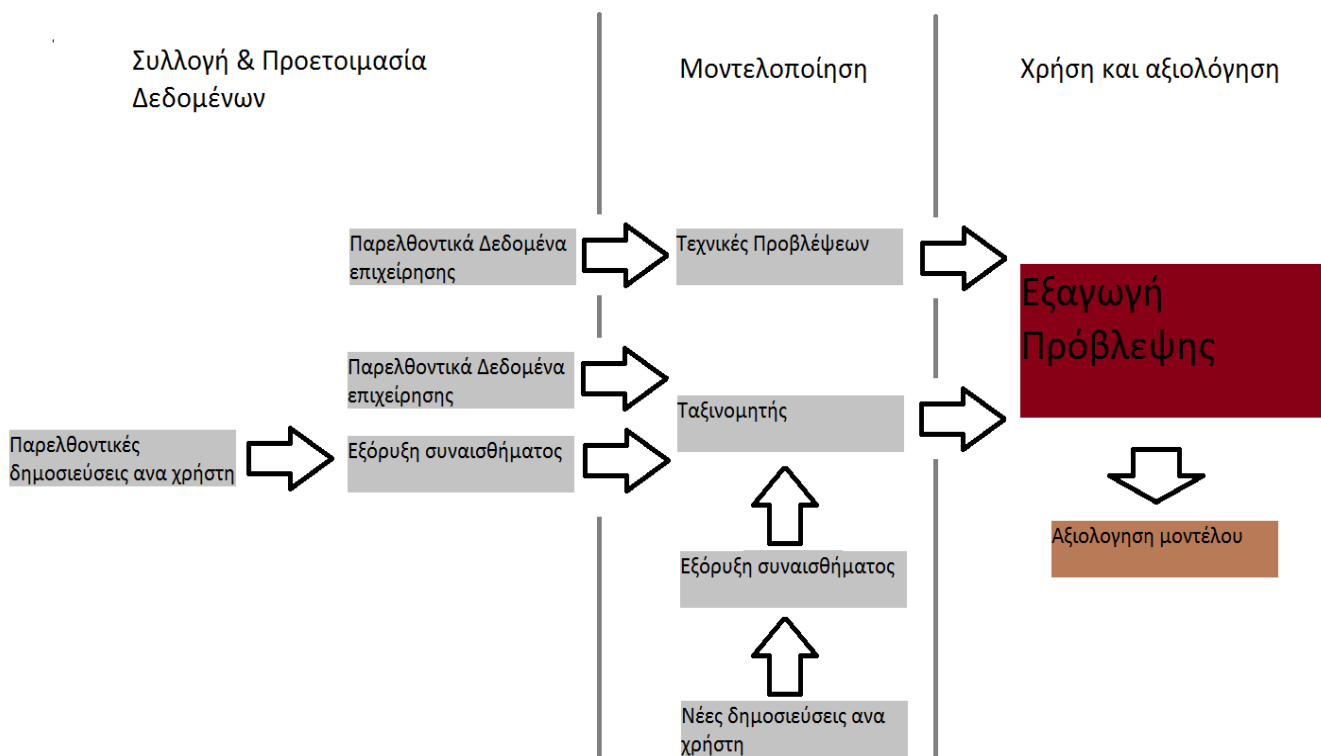 Συλλογή & Προετοιμασία
Δεδομένων
Μοντελοποίηση
Χρήση και αξιολόγηση
Παρελθοντικά Δεδομένα
επιχείρησης
Τεχνικές Προβλέψεων
Εξαγωγή
Πρόβλεψης
Παρελθοντικά Δεδομένα
επιχείρησης
Ταξινομητής
Παρελθοντικές
δημοσιεύσεις ανα χρήστη
Εξόρυξη συναισθήματος
Αξιολογηση μοντέλου
Εξόρυξη συναισθήματος
Νέες δημοσιεύσεις ανα
χρήστη